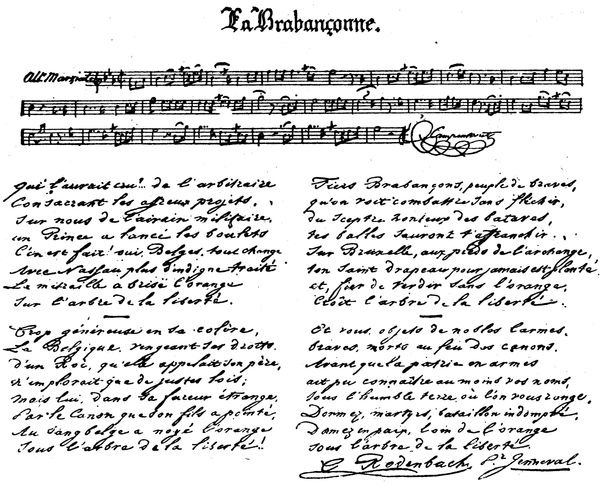 La Brabançonne.
All.º Marziale
F. Campenhout
Qui l'aurait cru? de l'arbitraire
Consacrant les affreux projets,
Sur nous de l'airain militaire,
un Prince a lancé les boulets
C'en est fait! oui, Belges, tout change
Avec Nassau plus d'indigne traité
La mitraille a brisé l'orange
Sur l'arbre de la liberté.
Trop généreuse en sa colère,
La Belgique, vengeant ses droits
d'un Roi, qu'elle appelait son père,
n'implorait que de justes lois;
mais lui, dans sa fureur étrange,
Par le Canon que son fils a pointé,
Au sang belge a noyé l'orange
Sous l'arbre de la liberté!
Fiers Brabançons, peuple de braves,
qu'on voit combattre sans fléchir,
du Sceptre honteux des bataves,
tes balles sauront t'affranchir.
Sur Bruxelle, aux pieds de l'archange,
ton Saint drapeau pour jamais est planté
et, fier de verdir sans l'orange,
Croît l'arbre de la liberté.
Et vous, objets de nobles larmes,
braves, morts au feu des canons,
Avant que la patrie en armes
ait pu connaître au moins vos noms,
Sous l'humble terre où l'on vous range,
Dormez, martyrs, bataillon indompté,
Dormez en paix, loin de l'orange
Sous l'arbre de la liberté
C. Rodenbach, Jenneval.